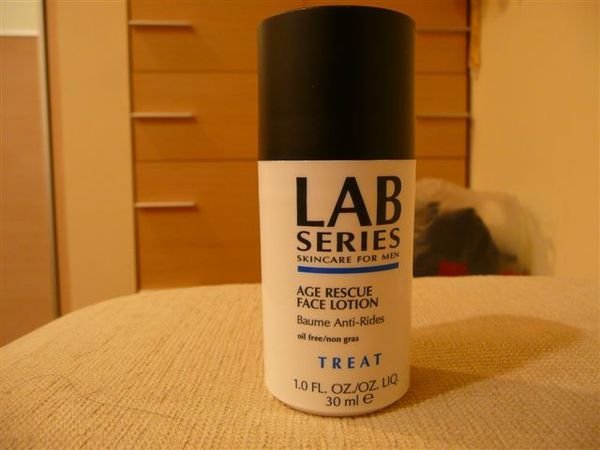 LAB
SERIES
SKINCARE FOR MEN
AGE RESCUE
FACE LOTION
Baume Anti-Rides
oil free/non gras
TREAT
1.0 FL. OZ./OZ. LIQ.
30 ml e